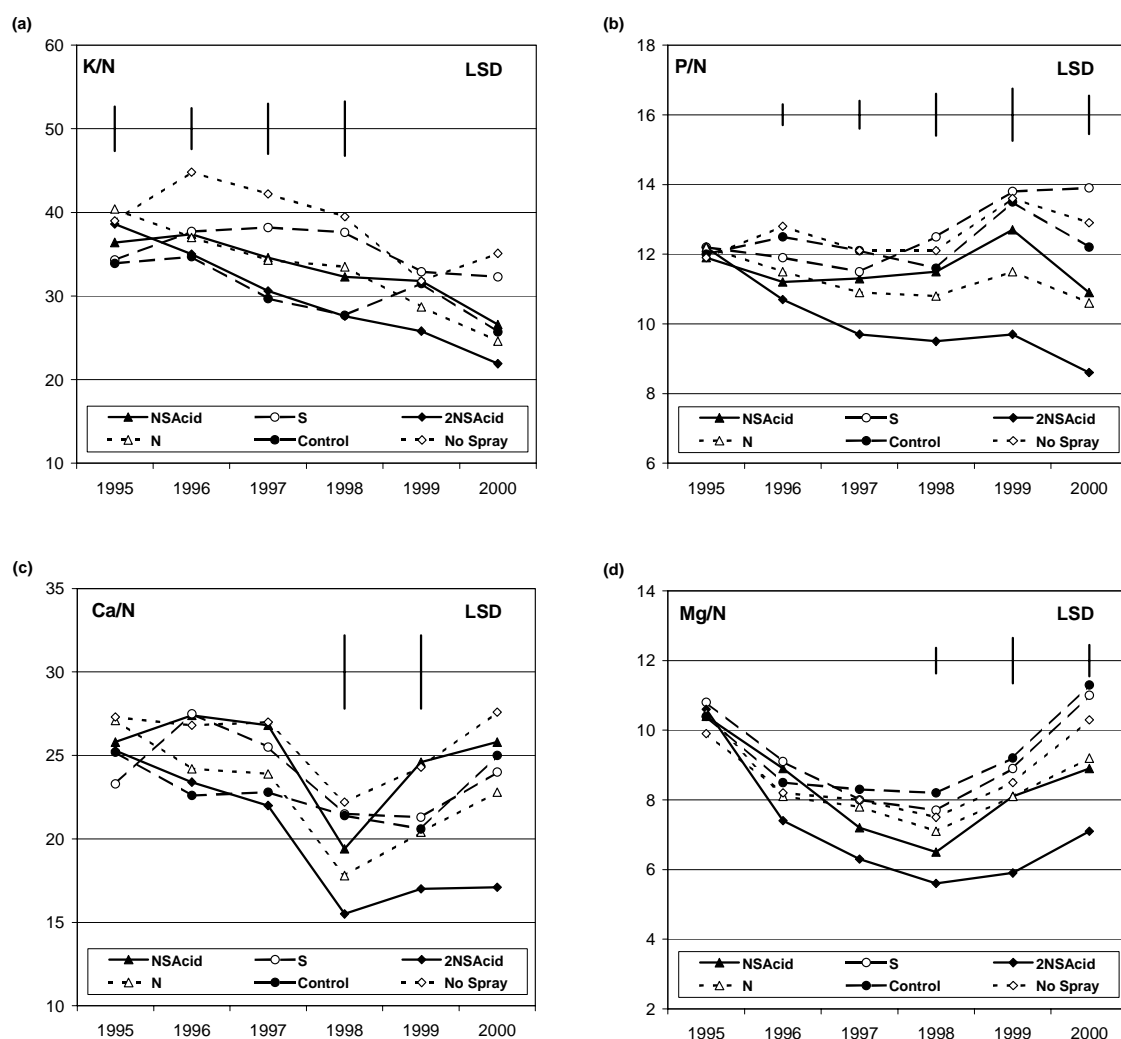 (a)
K/N
LSD
60
50
40
30
20
10
NSAcid S 2NSAcid
N Control No Spray
1995 1996 1997 1998 1999 2000
(b)
P/N
LSD
18
16
14
12
10
8
6
NSAcid S 2NSAcid
N Control No Spray
1995 1996 1997 1998 1999 2000
(c)
Ca/N
LSD
35
30
25
20
15
10
NSAcid S 2NSAcid
N Control No Spray
1995 1996 1997 1998 1999 2000
(d)
Mg/N
LSD
14
12
10
8
6
4
2
NSAcid S 2NSAcid
N Control No Spray
1995 1996 1997 1998 1999 2000